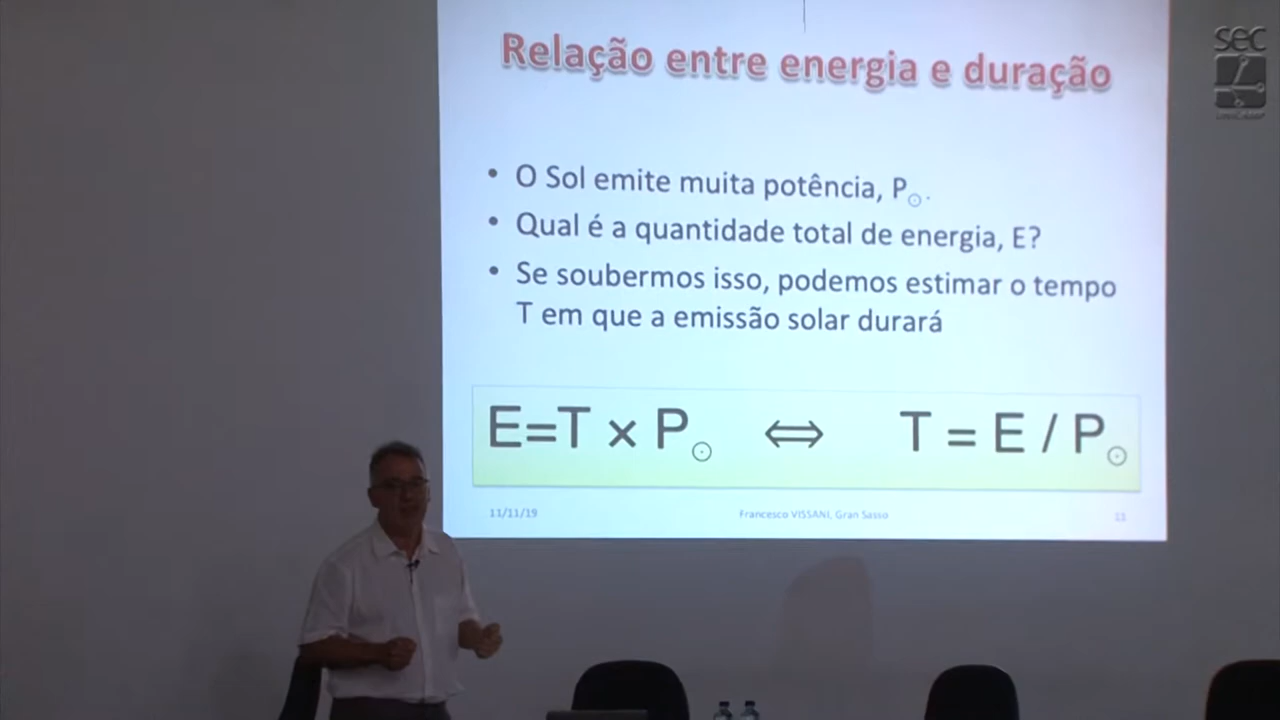 sec
Relação entre energia e duração
• O Sol emite muita potência, P⊙.
• Qual é a quantidade total de energia, E?
• Se soubermos isso, podemos estimar o tempo
T em que a emissão solar durará
E=T × P⊙ ⇔ T = E / P⊙
11/11/19 Francesco VISSANI, Gran Sasso